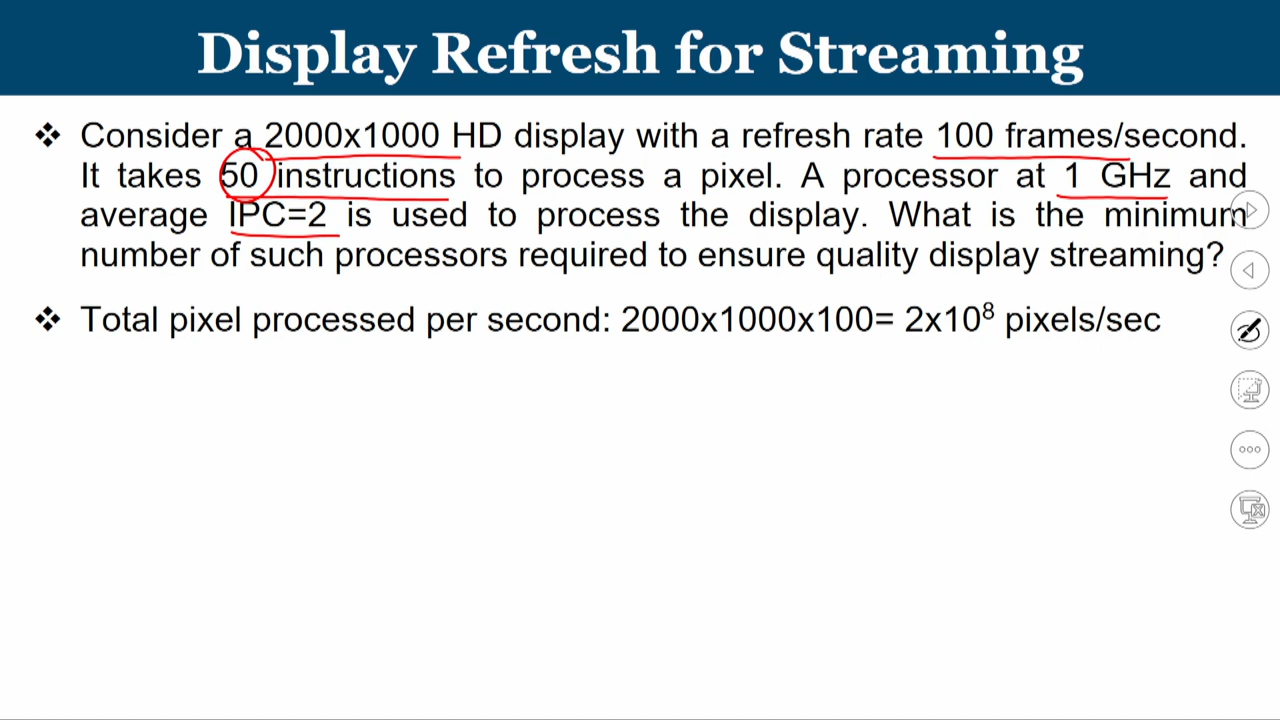 Display Refresh for Streaming
❖ Consider a 2000x1000 HD display with a refresh rate 100 frames/second.
It takes 50 instructions to process a pixel. A processor at 1 GHz and
average IPC=2 is used to process the display. What is the minimum
number of such processors required to ensure quality display streaming?
❖ Total pixel processed per second: 2000x1000x100= 2x10⁸ pixels/sec